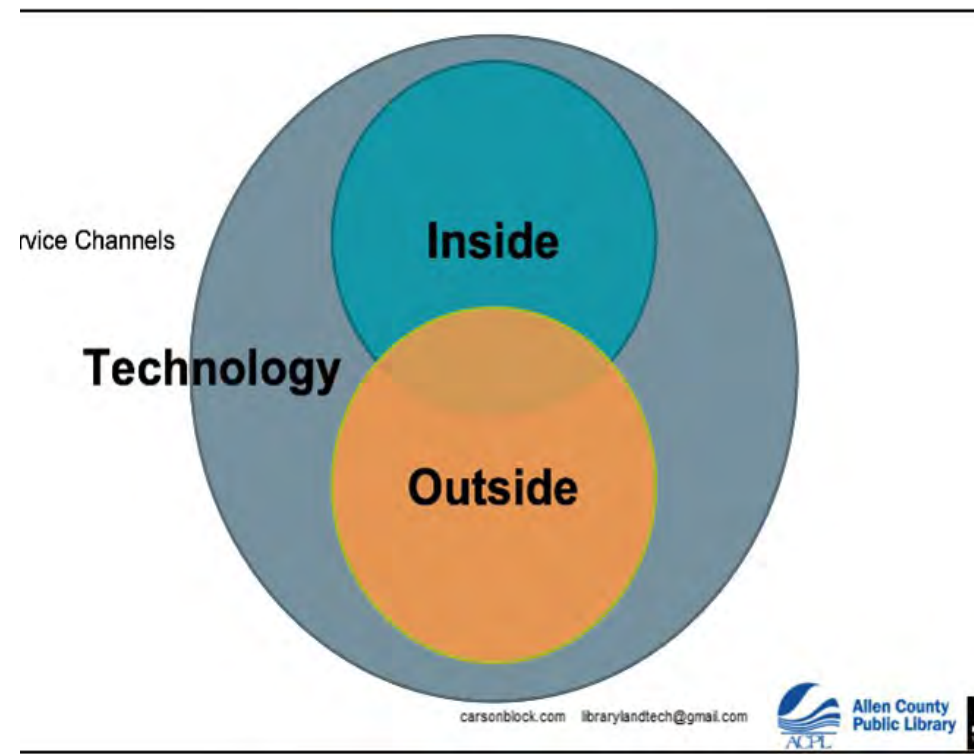 Inside
rvice Channels
Technology
Outside
carsonblock.com librarylandtech@gmail.com
Allen County
Public Library
ACPL